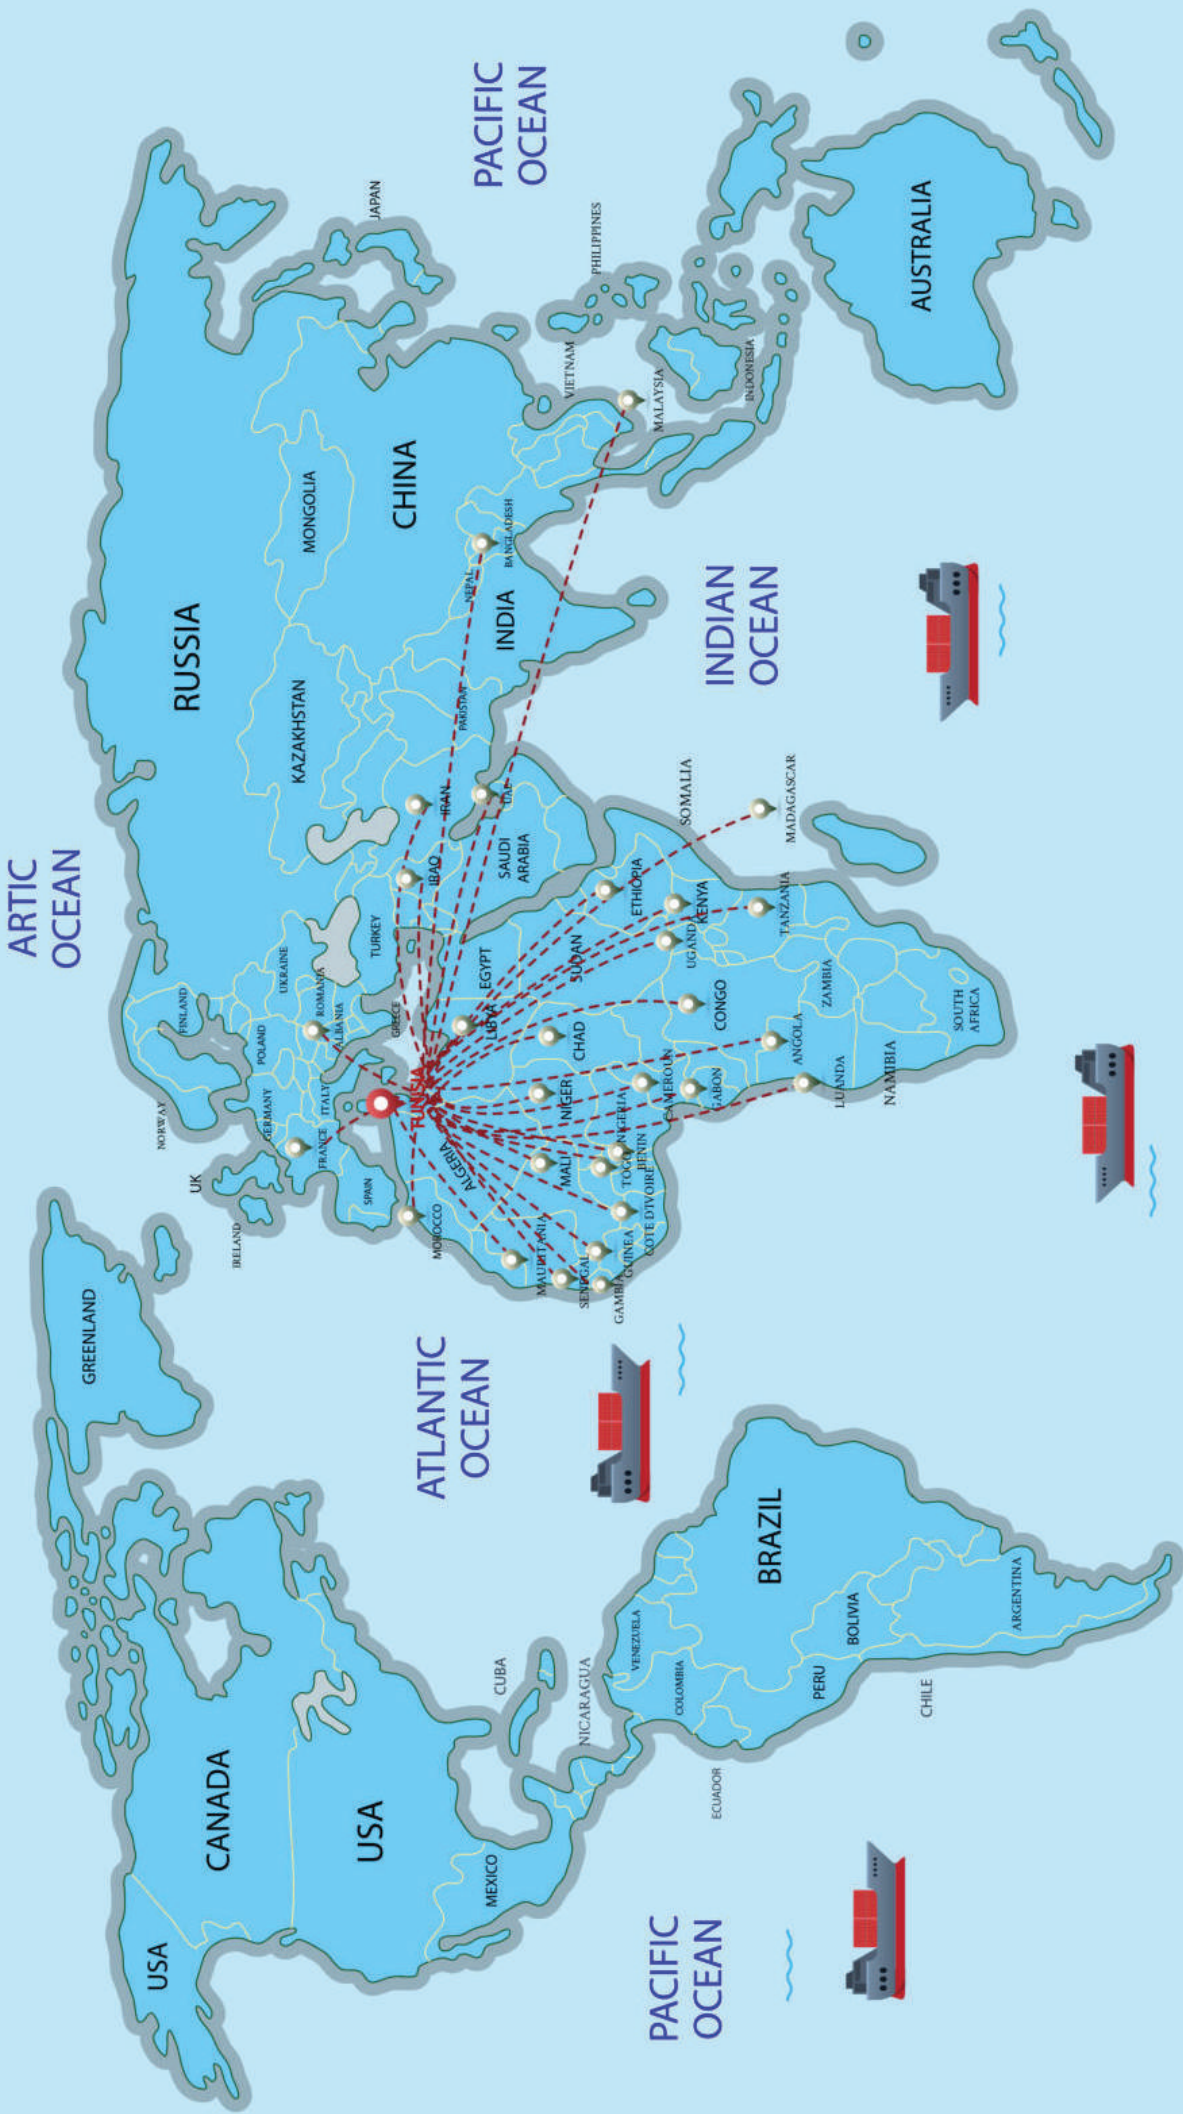 ARTIC
OCEAN
GREENLAND
USA
CANADA
USA
MEXICO
CUBA
NICARAGUA
VENEZUELA
COLOMBIA
ECUADOR
PERU
BRAZIL
BOLIVIA
CHILE
ARGENTINA
PACIFIC
OCEAN
ATLANTIC
OCEAN
NORWAY
FINLAND
UK
IRELAND
GERMANY
POLAND
UKRAINE
FRANCE
ITALY
ROMANIA
ALBANIA
SPAIN
GREECE
TURKEY
RUSSIA
KAZAKHSTAN
MONGOLIA
CHINA
JAPAN
PACIFIC
OCEAN
IRAQ
IRAN
UAE
SAUDI
ARABIA
PAKISTAN
NEPAL
INDIA
BANGLADESH
VIETNAM
PHILIPPINES
MALAYSIA
INDONESIA
AUSTRALIA
INDIAN
OCEAN
TUNISIA
MOROCCO
ALGERIA
LIBYA
EGYPT
MAURITANIA
MALI
NIGER
CHAD
SUDAN
SENEGAL
GAMBIA
GUINEA
COTE D'IVOIRE
TOGO
BENIN
NIGERIA
CAMEROUN
GABON
CONGO
UGANDA
KENYA
ETHIOPIA
SOMALIA
TANZANIA
MADAGASCAR
ANGOLA
LUANDA
ZAMBIA
NAMIBIA
SOUTH
AFRICA